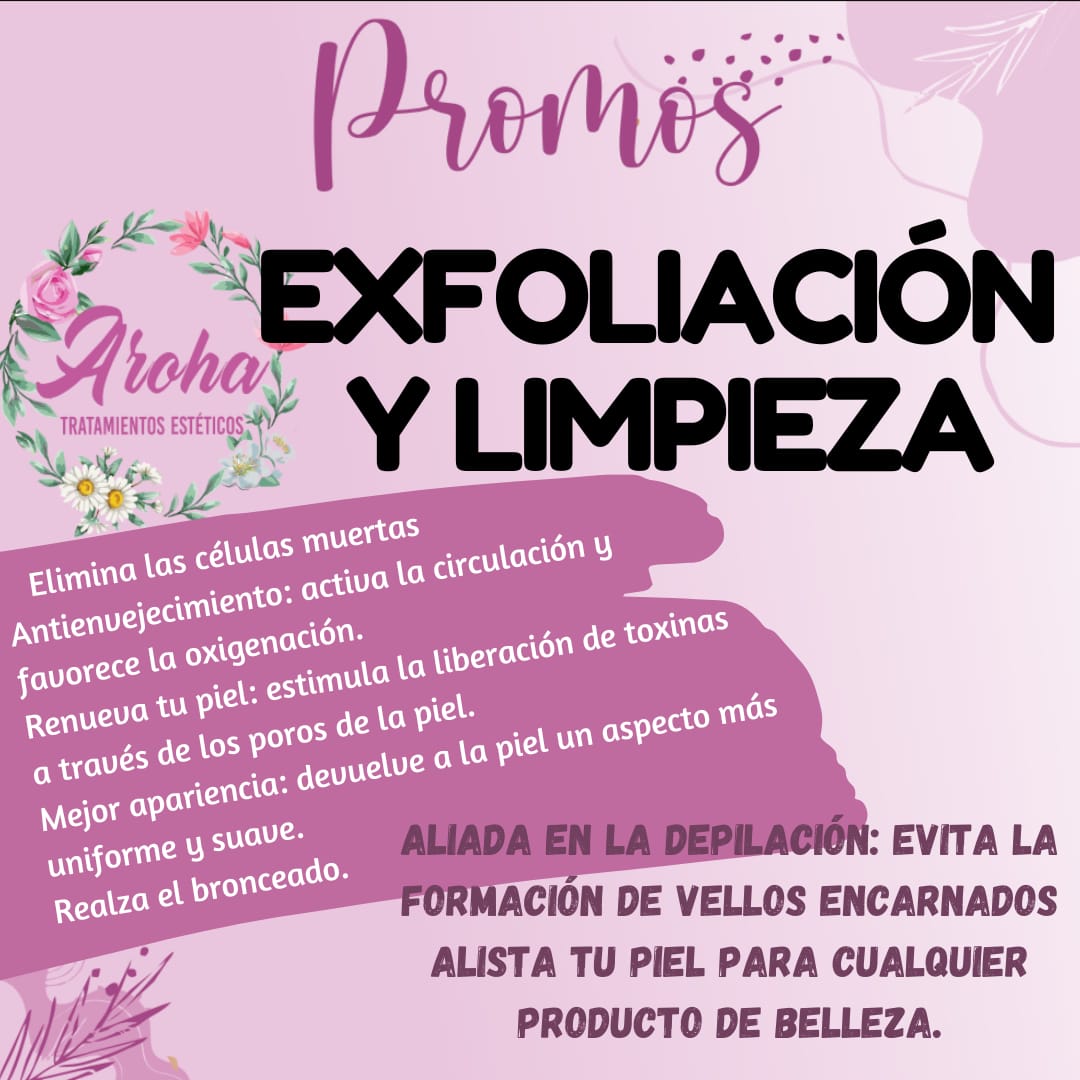 Promos
Aroha
TRATAMIENTOS ESTÉTICOS
EXFOLIACIÓN
Y LIMPIEZA
Elimina las células muertas
Antienvejecimiento: activa la circulación y
favorece la oxigenación.
Renueva tu piel: estimula la liberación de toxinas
a través de los poros de la piel.
Mejor apariencia: devuelve a la piel un aspecto más
uniforme y suave.
Realza el bronceado.
ALIADA EN LA DEPILACIÓN: EVITA LA
FORMACIÓN DE VELLOS ENCARNADOS
ALISTA TU PIEL PARA CUALQUIER
PRODUCTO DE BELLEZA.